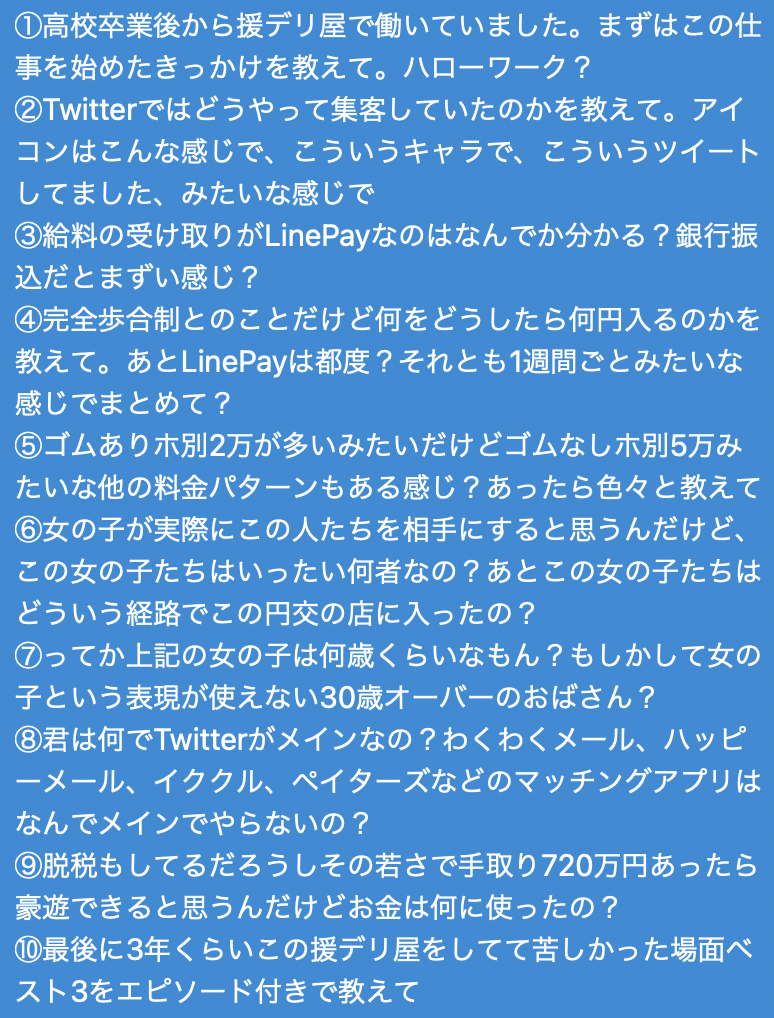 ①高校卒業後から援デリ屋で働いていました。まずはこの仕
事を始めたきっかけを教えて。ハローワーク？
②Twitterではどうやって集客していたのかを教えて。アイ
コンはこんな感じで、こういうキャラで、こういうツイート
してました、みたいな感じで
③給料の受け取りがLinePayなのはなんでか分かる？銀行振
込だとまずい感じ？
④完全歩合制とのことだけど何をどうしたら何円入るのかを
教えて。あとLinePayは都度？それとも1週間ごとみたいな
感じでまとめて？
⑤ゴムありホ別2万が多いみたいだけどゴムなしホ別5万み
たいな他の料金パターンもある感じ？あったら色々と教えて
⑥女の子が実際にこの人たちを相手にすると思うんだけど、
この女の子たちはいったい何者なの？あとこの女の子たちは
どういう経路でこの円交の店に入ったの？
⑦ってか上記の女の子は何歳くらいなもん？もしかして女の
子という表現が使えない30歳オーバーのおばさん？
⑧君は何でTwitterがメインなの？わくわくメール、ハッピ
ーメール、イククル、ペイターズなどのマッチングアプリは
なんでメインでやらないの？
⑨脱税もしてるだろうしその若さで手取り720万円あったら
豪遊できると思うんだけどお金は何に使ったの？
⑩最後に3年くらいこの援デリ屋をしてて苦しかった場面ベ
スト3をエピソード付きで教えて